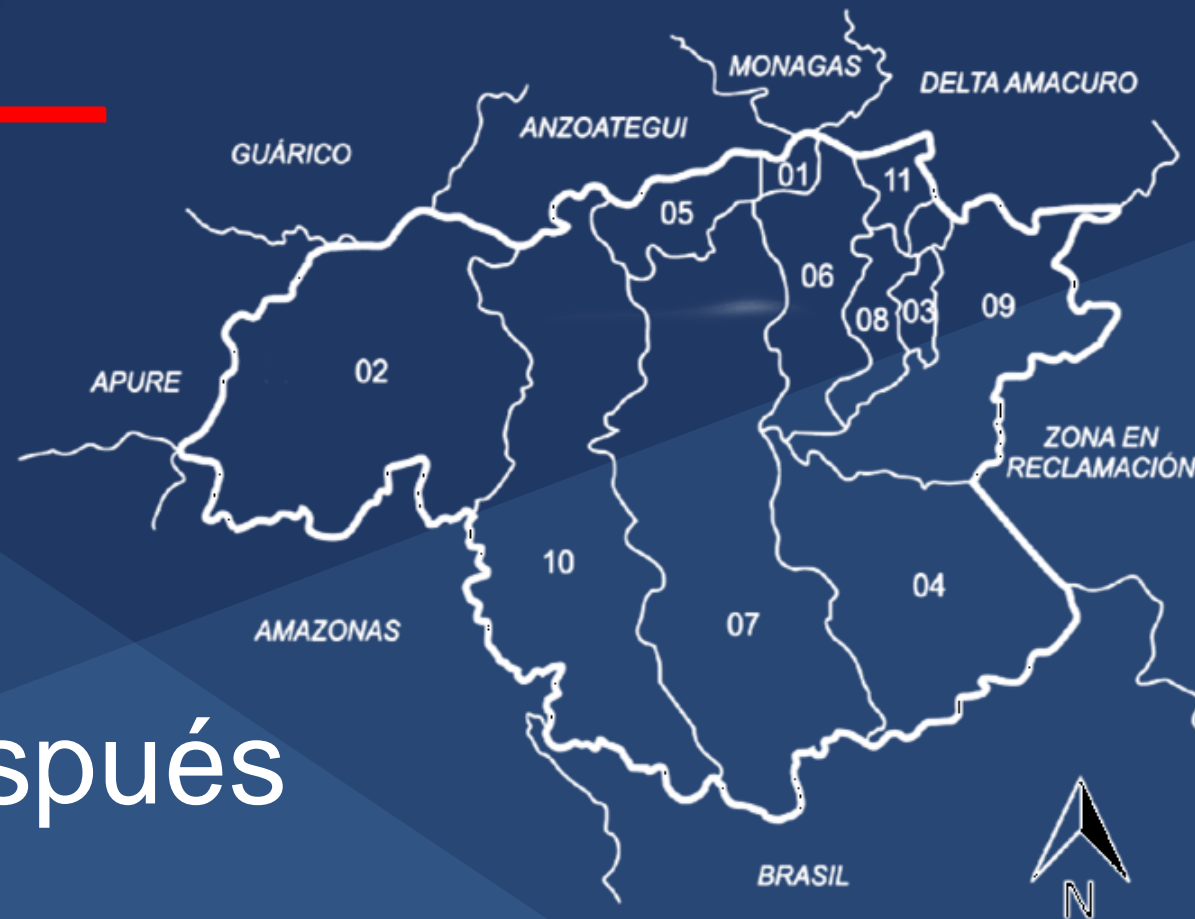 MONAGAS
DELTA AMACURO
ANZOATEGUI
GUÁRICO
01
11
05
06
09
08
03
02
APURE
ZONA EN
RECLAMACIÓN
10
04
07
AMAZONAS
spués
BRASIL
N